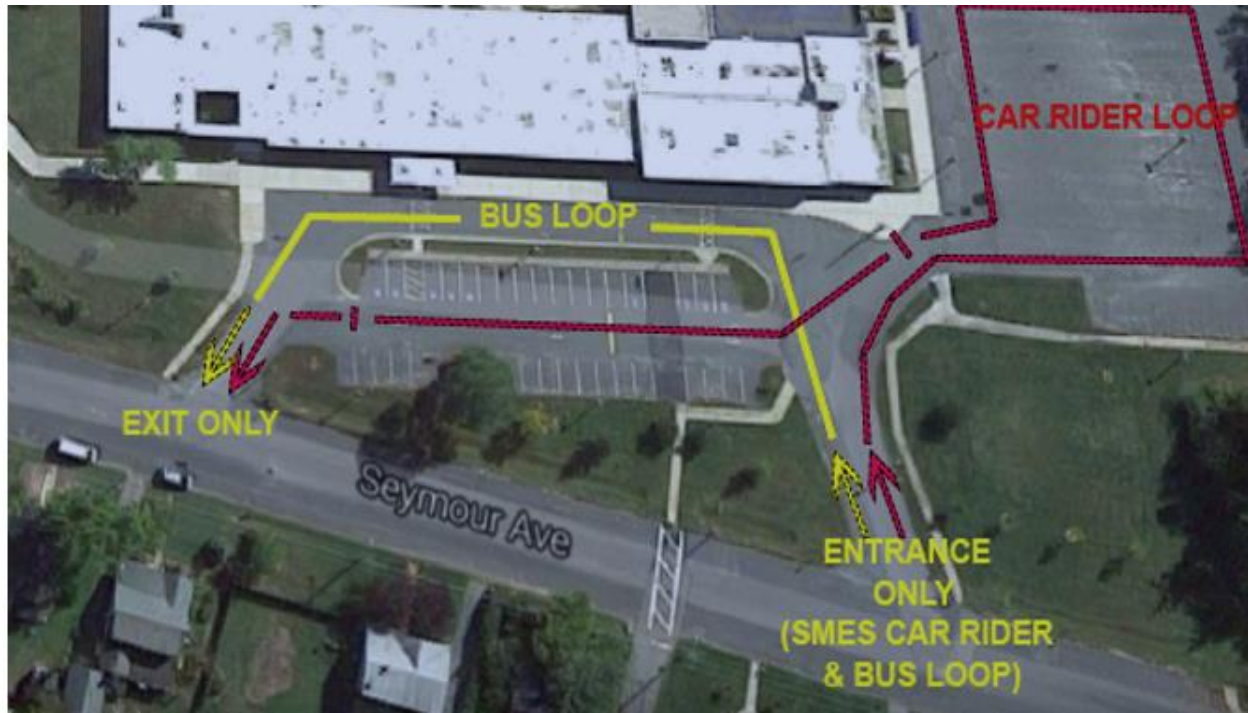 CAR RIDER LOOP
BUS LOOP
EXIT ONLY
Seymour Ave
ENTRANCE
ONLY
(SMES CAR RIDER
& BUS LOOP)